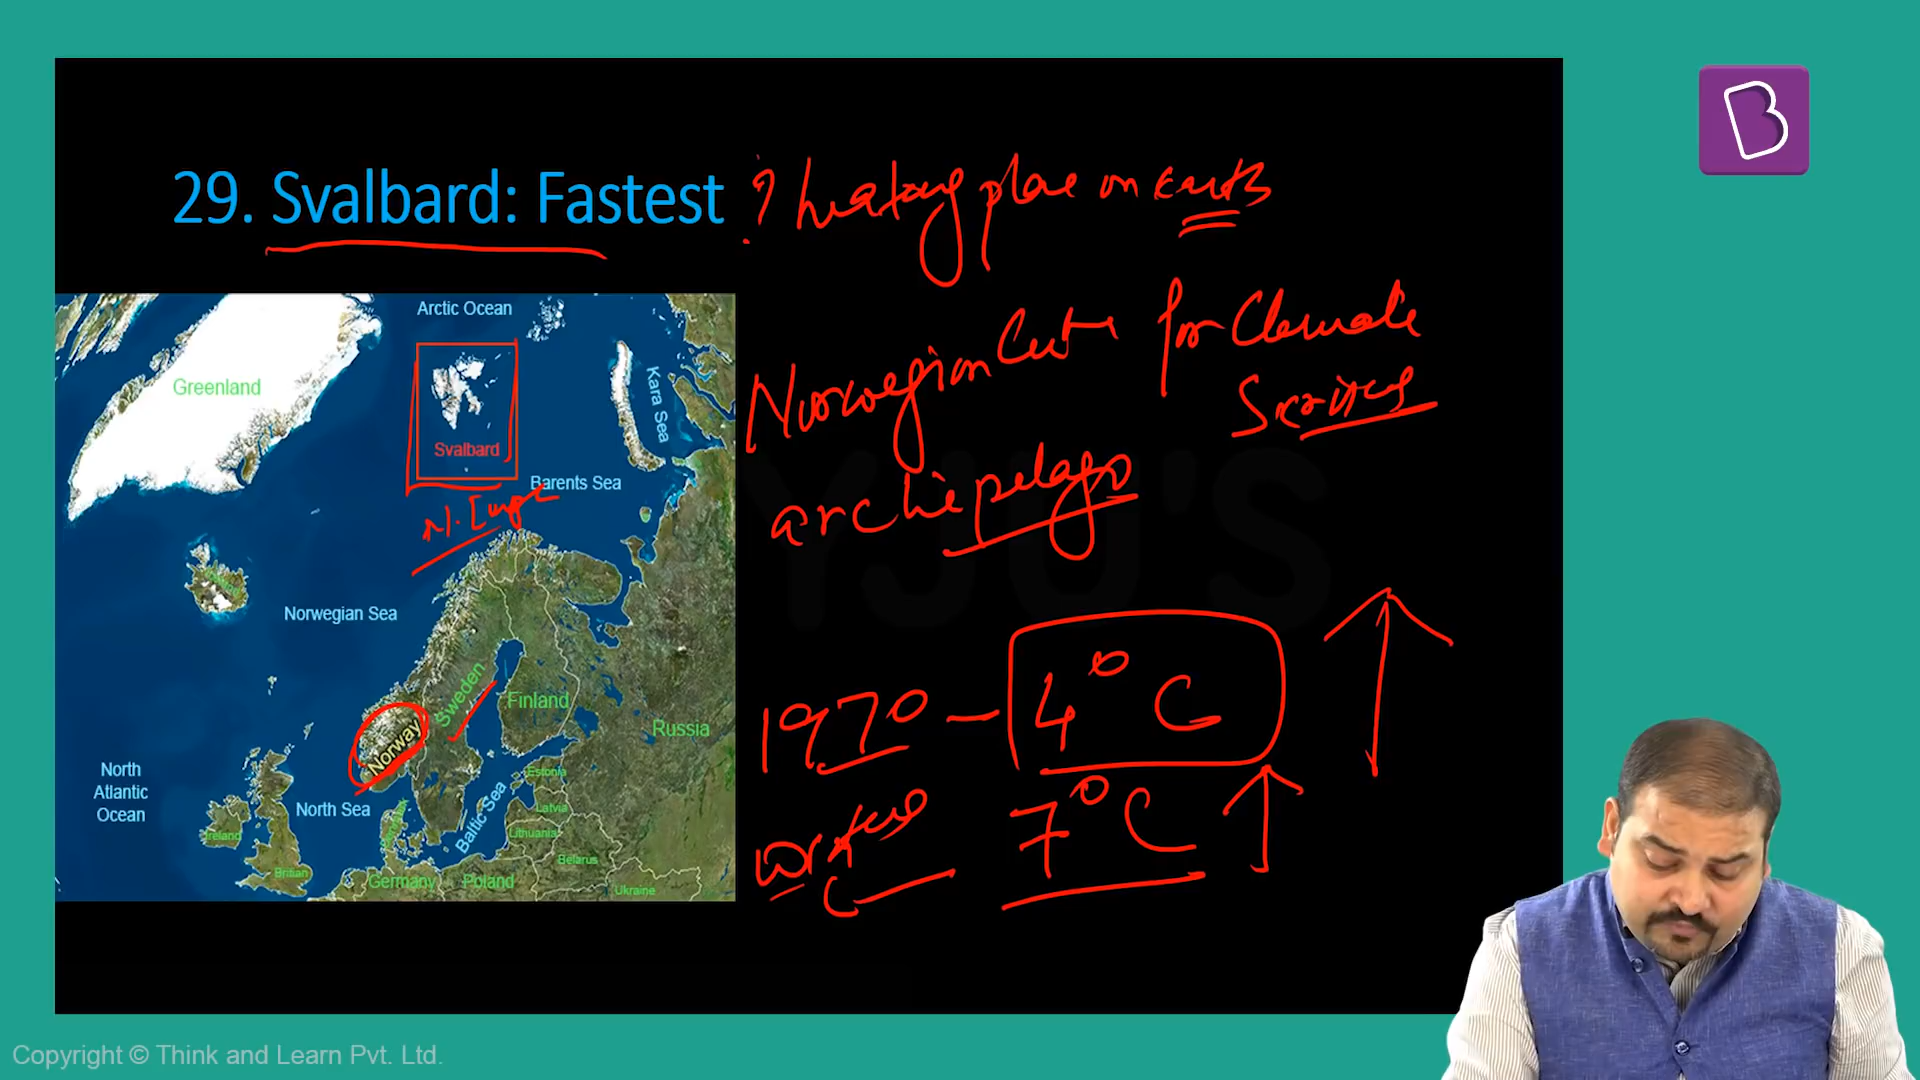 B
29. Svalbard: Fastest ? heating place on Earth
Norwegian Centre for Climate
Services
archipelago
1970 - 4°C
winter 7°C
Arctic Ocean
Greenland
Kara Sea
Svalbard
Barents Sea
N. Europe
Norwegian Sea
Sweden
Finland
Norway
Russia
North
Atlantic
Ocean
North Sea
Baltic Sea
Estonia
Latvia
Lithuania
Ireland
Britian
Belarus
Germany
Poland
Ukraine
YJU'S
Copyright © Think and Learn Pvt. Ltd.